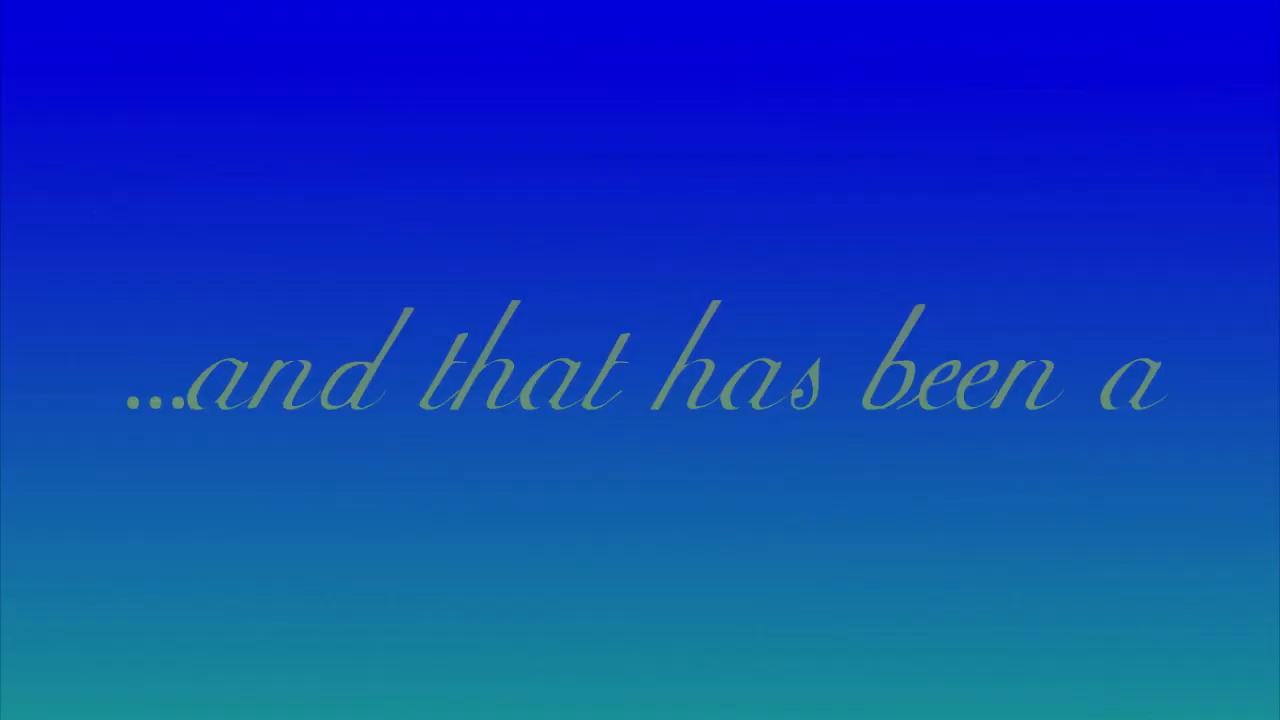 ...and that has been a